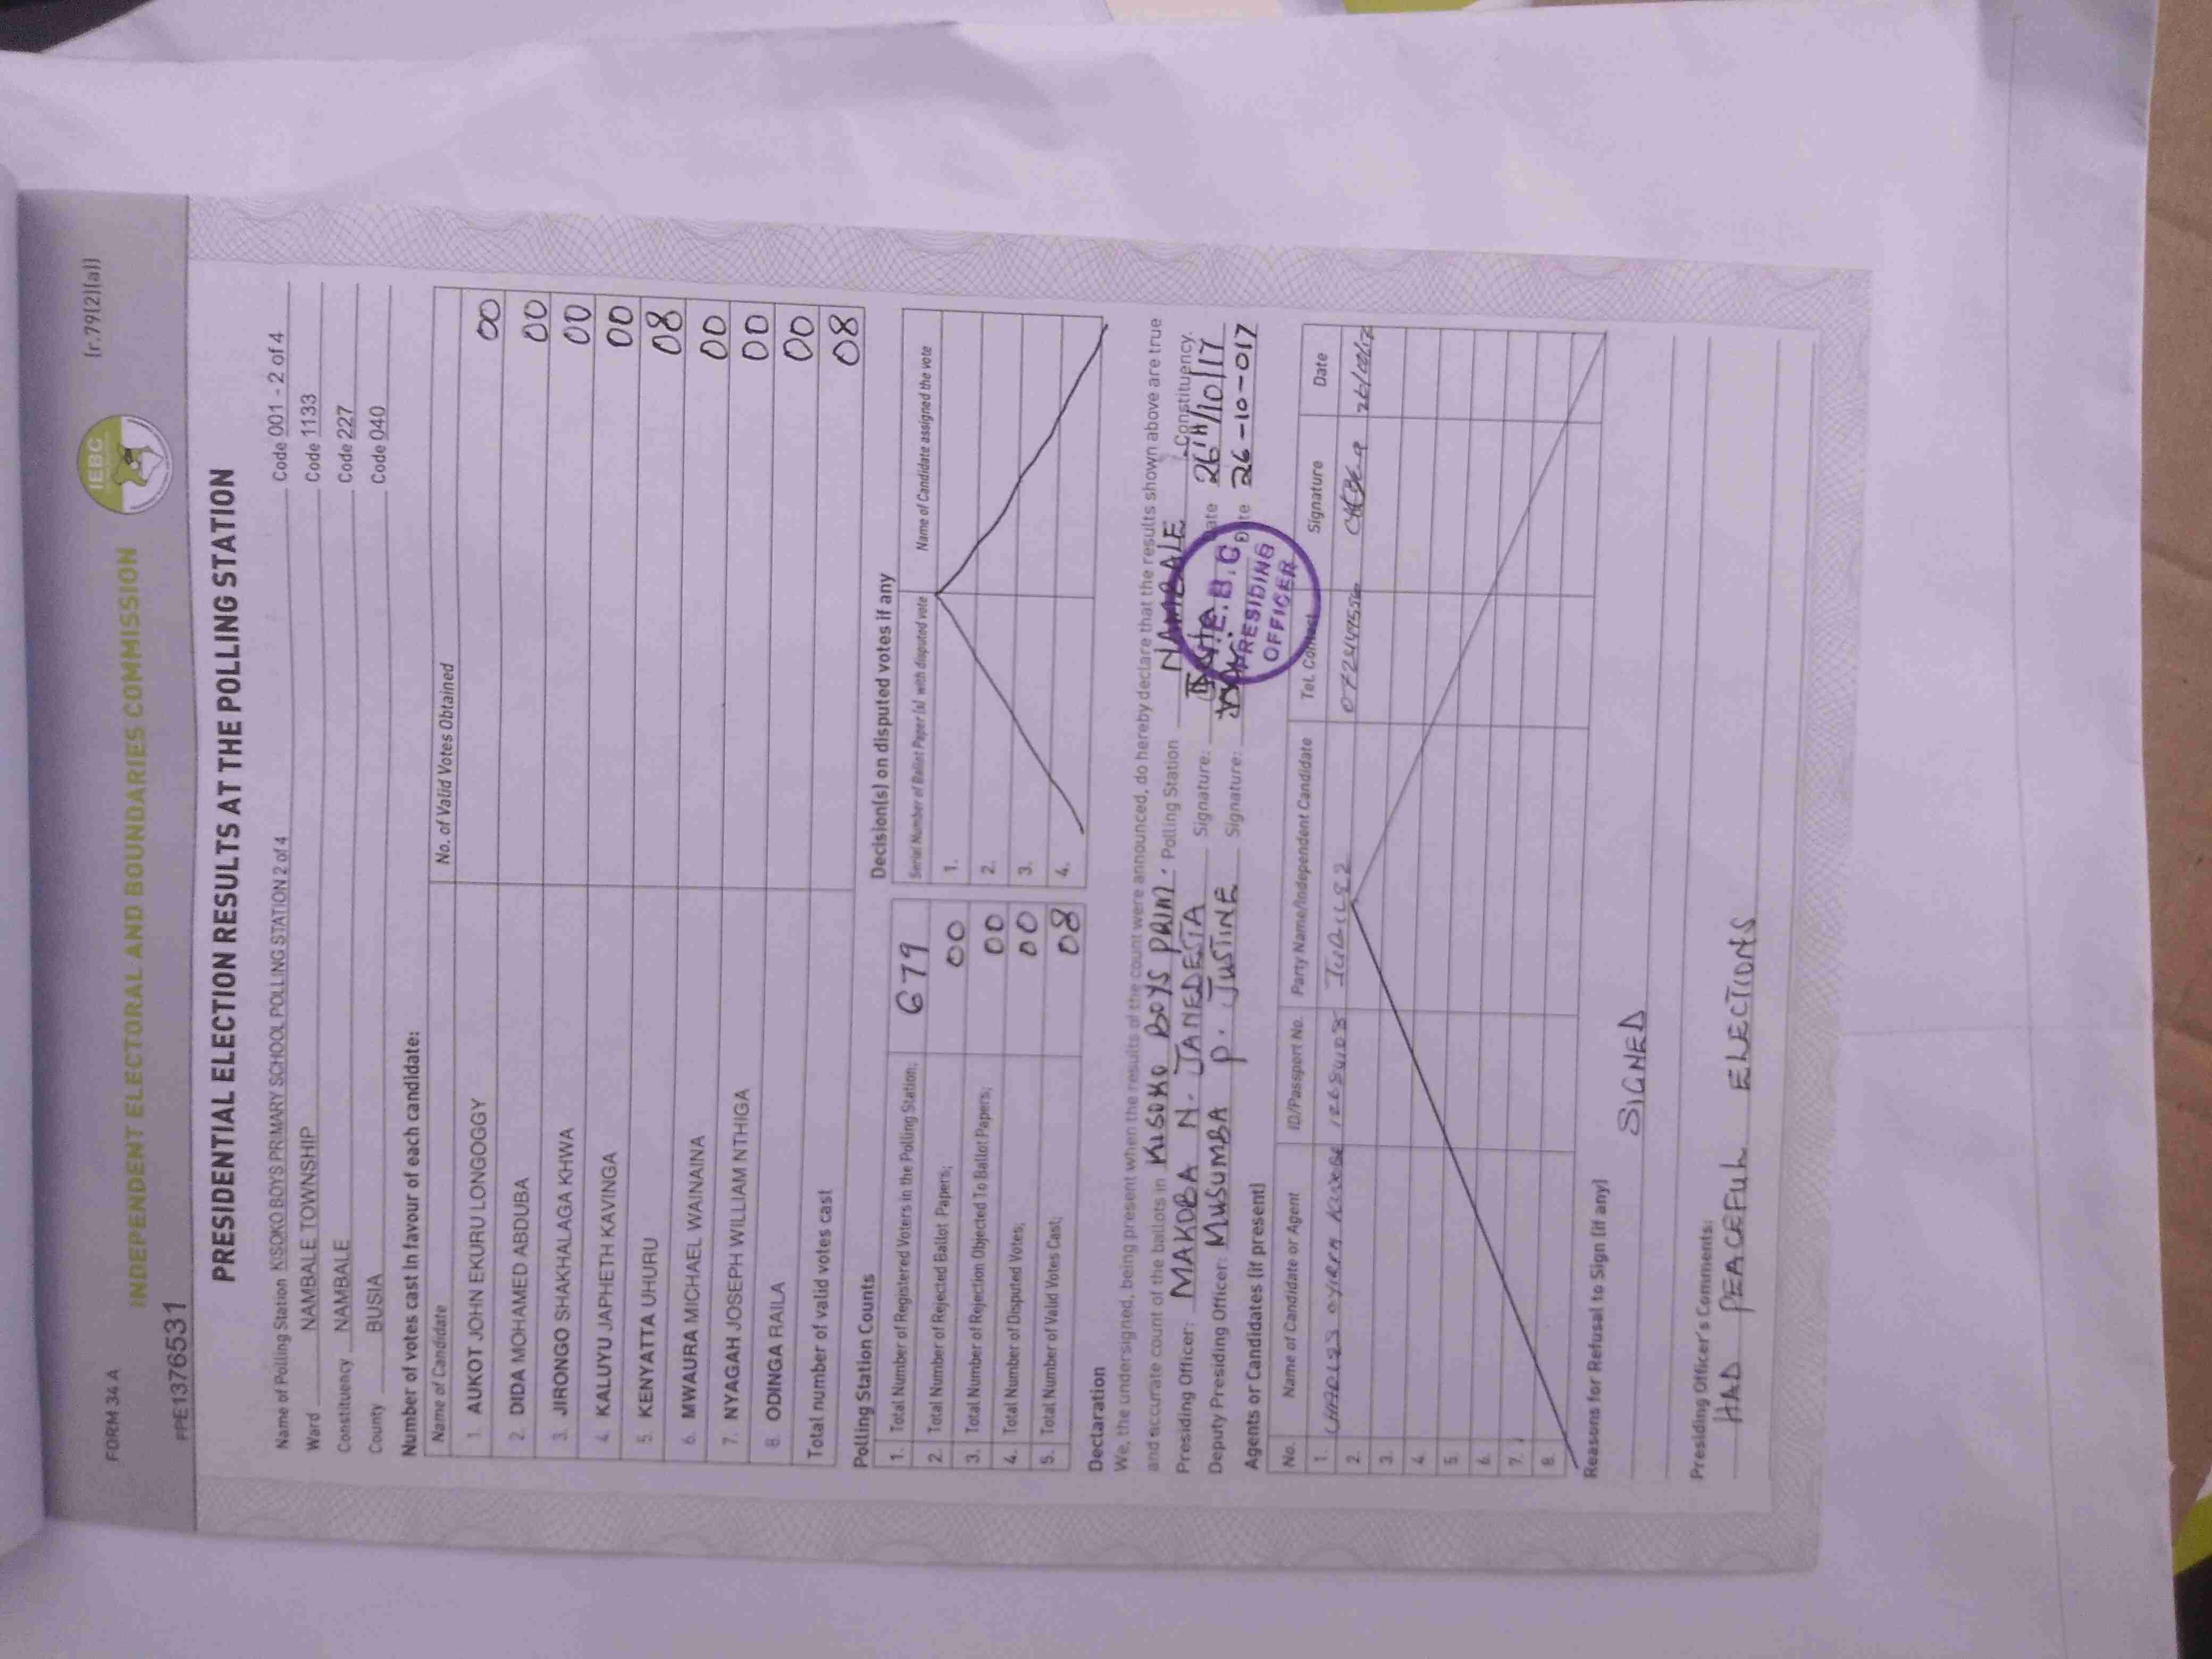 FORM 34 A
(r.79(2)(a))
INDEPENDENT ELECTORAL AND BOUNDARIES COMMISSION
IEBC
PPE1376531
PRESIDENTIAL ELECTION RESULTS AT THE POLLING STATION
Name of Polling Station KISOKO BOYS PRIMARY SCHOOL POLLING STATION 2 of 4 Code 001 - 2 of 4
Ward NAMBALE TOWNSHIP Code 1133
Constituency NAMBALE Code 227
County BUSIA Code 040
Number of votes cast in favour of each candidate:
Name of Candidate No. of Valid Votes Obtained
1. AUKOT JOHN EKURU LONGOGGY 00
2. DIDA MOHAMED ABDUBA 00
3. JIRONGO SHAKHALAGA KHWA 00
4. KALUYU JAPHETH KAVINGA 00
5. KENYATTA UHURU 08
6. MWAURA MICHAEL WAINAINA 00
7. NYAGAH JOSEPH WILLIAM NTHIGA 00
8. ODINGA RAILA 00
Total number of valid votes cast 08
Polling Station Counts
1. Total Number of Registered Voters in the Polling Station; 679
2. Total Number of Rejected Ballot Papers; 00
3. Total Number of Rejection Objected To Ballot Papers; 00
4. Total Number of Disputed Votes; 00
5. Total Number of Valid Votes Cast; 08
Decision(s) on disputed votes if any
Serial Number of Ballot Paper (s) with disputed vote Name of Candidate assigned the vote
1.
2.
3.
4.
Declaration
We, the undersigned, being present when the results of the count were announced, do hereby declare that the results shown above are true
and accurate count of the ballots in KISOKO BOYS PRIM. Polling Station NAMBALE Constituency.
Presiding Officer: MAKOBA N. JANEDESTA Signature: Date 26TH/10/17
Deputy Presiding Officer: MUSUMBA P. JUSTINE Signature: Date 26-10-017
I.E.B.C
PRESIDING
OFFICER
Agents or Candidates (if present)
No. Name of Candidate or Agent ID/Passport No. Party Name/Independent Candidate Tel. Contact Signature Date
1. CHARLES JUBILEE
2.
3.
4.
5.
6.
7.
8.
Reasons for Refusal to Sign (if any)
SIGNED
Presiding Officer's Comments:
HAD PEACEFUL ELECTIONS